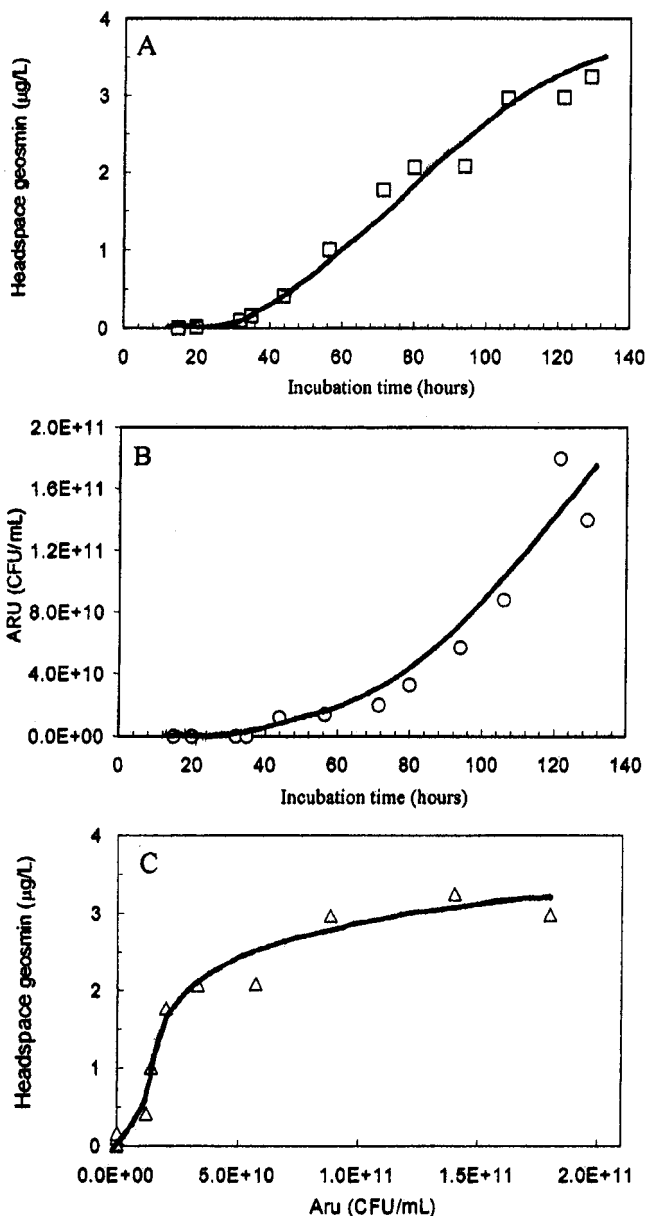 A
Headspace geosmin (µg/L)
4
3
2
1
0
0 20 40 60 80 100 120 140
Incubation time (hours)
B
ARU (CFU/mL)
2.0E+11
1.6E+11
1.2E+11
8.0E+10
4.0E+10
0.0E+00
0 20 40 60 80 100 120 140
Incubation time (hours)
C
Headspace geosmin (µg/L)
4
3
2
1
0
0.0E+00 5.0E+10 1.0E+11 1.5E+11 2.0E+11
Aru (CFU/mL)